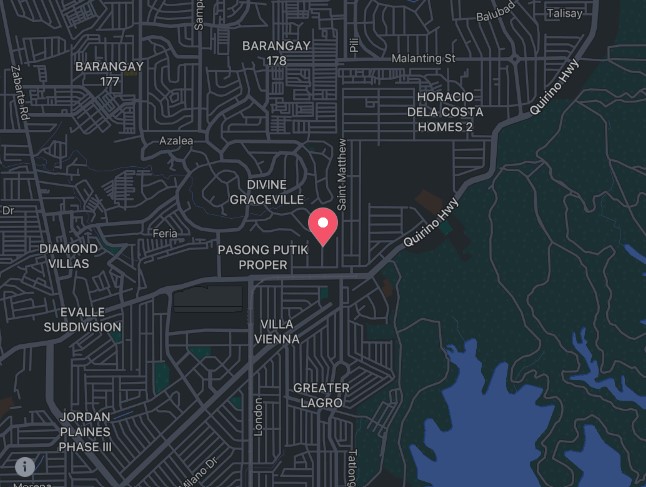 Samp
Balubad
Talisay
BARANGAY
178
Pili
BARANGAY
177
Malanting St
Zabarte Rd
Quirino Hwy
HORACIO
DELA COSTA
HOMES 2
Azalea
Saint Matthew
DIVINE
GRACEVILLE
Dr
Feria
Quirino Hwy
PASONG PUTIK
PROPER
DIAMOND
VILLAS
EVALLE
SUBDIVISION
VILLA
VIENNA
GREATER
LAGRO
London
JORDAN
PLAINES
PHASE III
Milano Dr
i